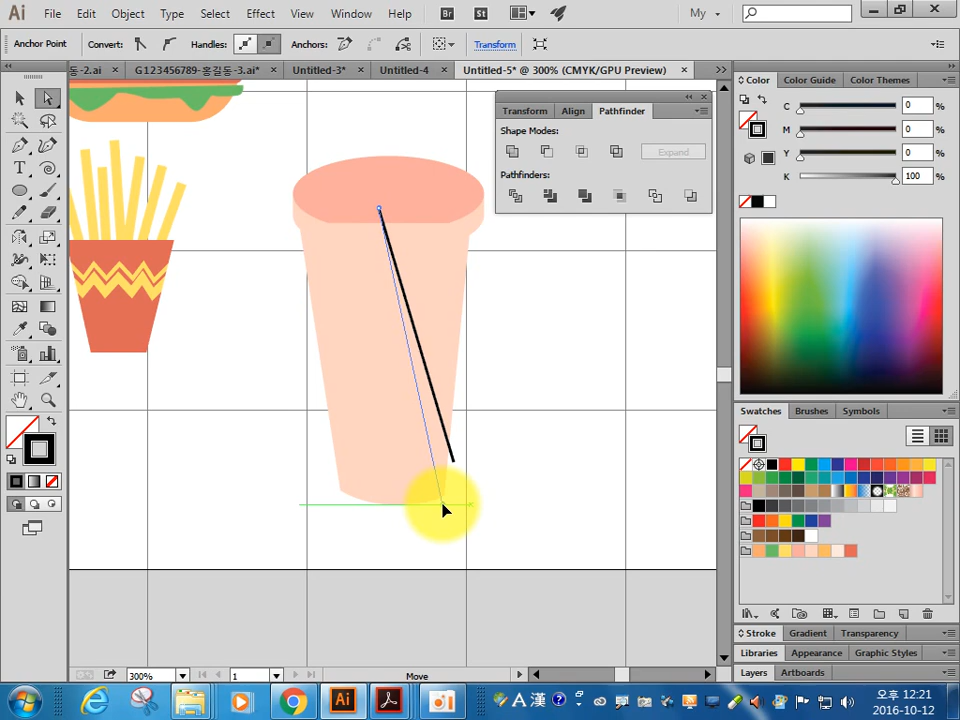 Ai File Edit Object Type Select Effect View Window Help Br St My
Anchor Point Convert: Handles: Anchors: Transform
동-2.ai × G123456789-홍길동-3.ai* × Untitled-3* × Untitled-4 × Untitled-5* @ 300% (CMYK/GPU Preview) ×
Transform Align Pathfinder
Shape Modes:
Expand
Pathfinders:
Color Color Guide Color Themes
C 0 %
M 0 %
Y 0 %
K 100 %
Swatches Brushes Symbols
Stroke Gradient Transparency
Libraries Appearance Graphic Styles
Layers Artboards
300% 1 Move
Ai A 漢 ?
오후 12:21
2016-10-12